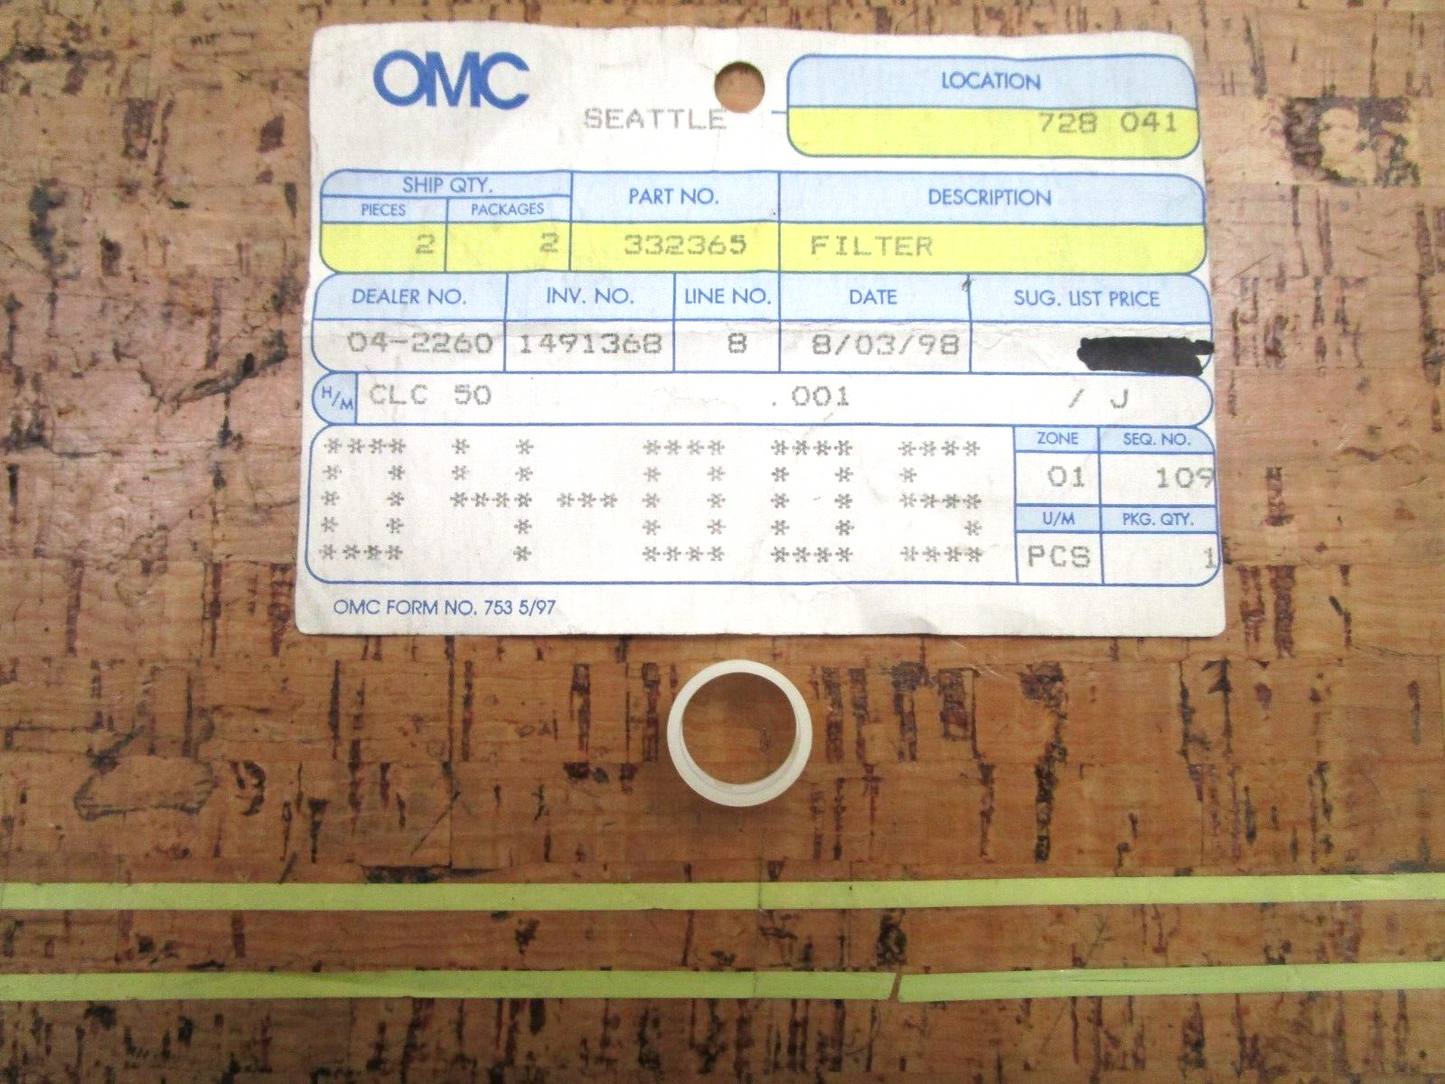 OMC
SEATTLE
LOCATION
728 041
SHIP QTY.
PIECES PACKAGES PART NO. DESCRIPTION
2 2 332365 FILTER
DEALER NO. INV. NO. LINE NO. DATE SUG. LIST PRICE
04-2260 1491368 8 8/03/98
H/M CLC 50 .001 / J
04-005
ZONE SEQ. NO.
01 109
U/M PKG. QTY.
PCS 1
OMC FORM NO. 753 5/97